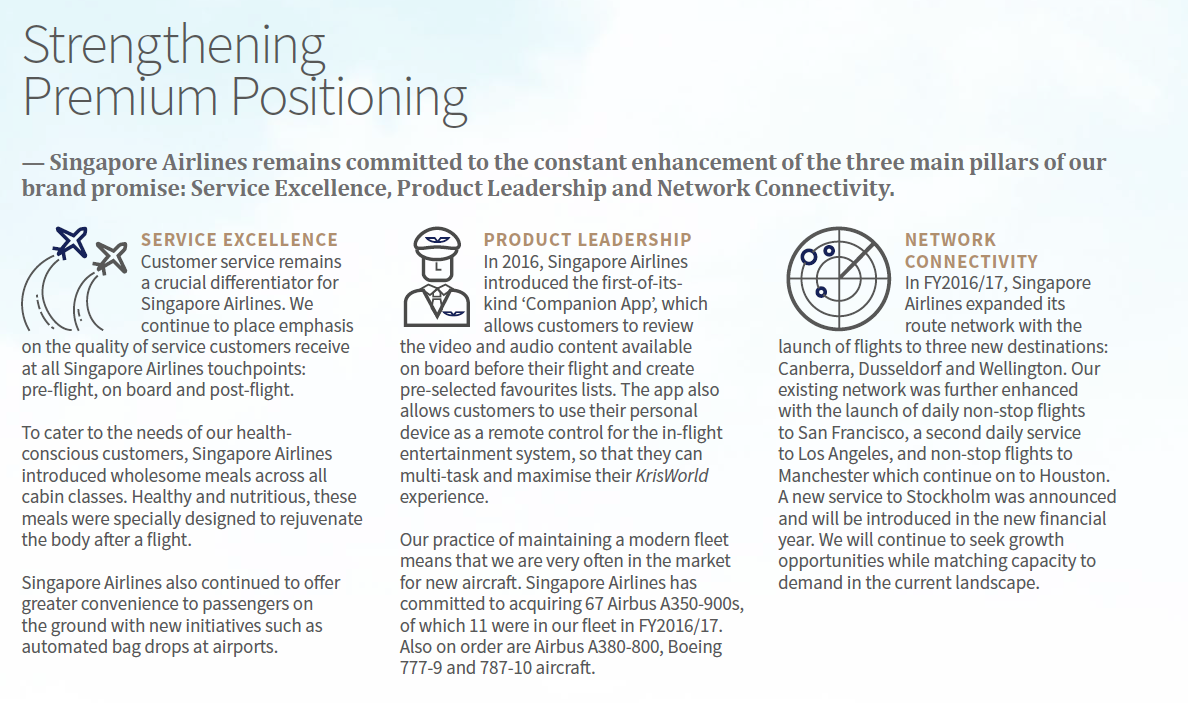 Strengthening
Premium Positioning
— Singapore Airlines remains committed to the constant enhancement of the three main pillars of our
brand promise: Service Excellence, Product Leadership and Network Connectivity.
SERVICE EXCELLENCE
Customer service remains
a crucial differentiator for
Singapore Airlines. We
continue to place emphasis
on the quality of service customers receive
at all Singapore Airlines touchpoints:
pre-flight, on board and post-flight.
To cater to the needs of our health-
conscious customers, Singapore Airlines
introduced wholesome meals across all
cabin classes. Healthy and nutritious, these
meals were specially designed to rejuvenate
the body after a flight.
Singapore Airlines also continued to offer
greater convenience to passengers on
the ground with new initiatives such as
automated bag drops at airports.
PRODUCT LEADERSHIP
In 2016, Singapore Airlines
introduced the first-of-its-
kind ‘Companion App’, which
allows customers to review
the video and audio content available
on board before their flight and create
pre-selected favourites lists. The app also
allows customers to use their personal
device as a remote control for the in-flight
entertainment system, so that they can
multi-task and maximise their KrisWorld
experience.
Our practice of maintaining a modern fleet
means that we are very often in the market
for new aircraft. Singapore Airlines has
committed to acquiring 67 Airbus A350-900s,
of which 11 were in our fleet in FY2016/17.
Also on order are Airbus A380-800, Boeing
777-9 and 787-10 aircraft.
NETWORK
CONNECTIVITY
In FY2016/17, Singapore
Airlines expanded its
route network with the
launch of flights to three new destinations:
Canberra, Dusseldorf and Wellington. Our
existing network was further enhanced
with the launch of daily non-stop flights
to San Francisco, a second daily service
to Los Angeles, and non-stop flights to
Manchester which continue on to Houston.
A new service to Stockholm was announced
and will be introduced in the new financial
year. We will continue to seek growth
opportunities while matching capacity to
demand in the current landscape.